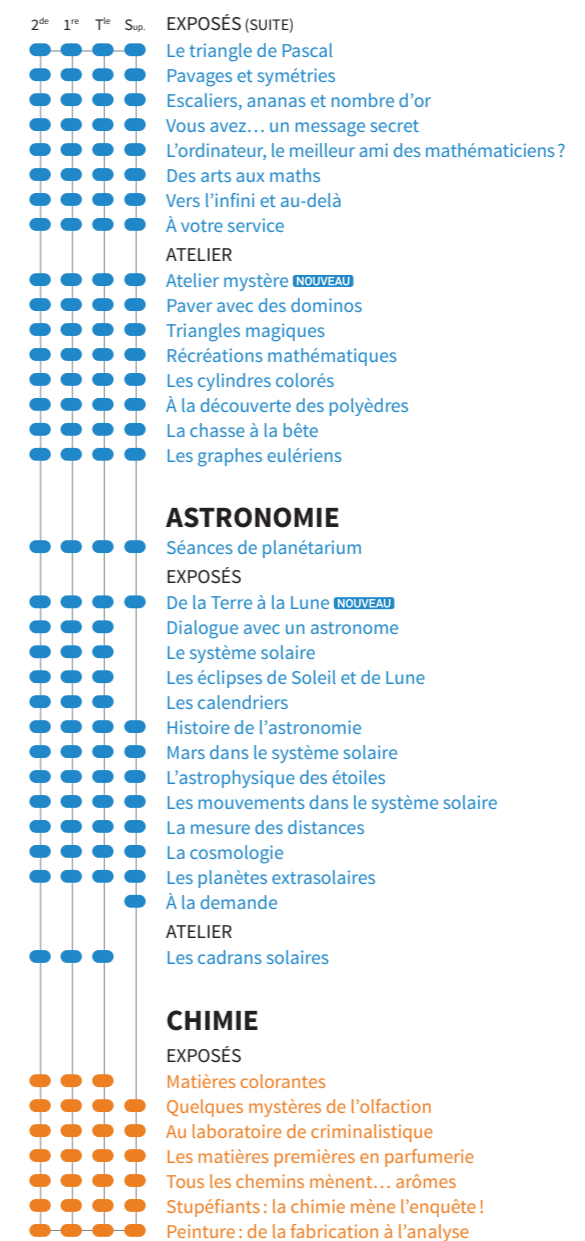 2de 1re Tle Sup. EXPOSÉS (SUITE)
Le triangle de Pascal
Pavages et symétries
Escaliers, ananas et nombre d’or
Vous avez… un message secret
L’ordinateur, le meilleur ami des mathématiciens ?
Des arts aux maths
Vers l’infini et au-delà
À votre service
ATELIER
Atelier mystère NOUVEAU
Paver avec des dominos
Triangles magiques
Récréations mathématiques
Les cylindres colorés
À la découverte des polyèdres
La chasse à la bête
Les graphes eulériens
ASTRONOMIE
Séances de planétarium
EXPOSÉS
De la Terre à la Lune NOUVEAU
Dialogue avec un astronome
Le système solaire
Les éclipses de Soleil et de Lune
Les calendriers
Histoire de l’astronomie
Mars dans le système solaire
L’astrophysique des étoiles
Les mouvements dans le système solaire
La mesure des distances
La cosmologie
Les planètes extrasolaires
À la demande
ATELIER
Les cadrans solaires
CHIMIE
EXPOSÉS
Matières colorantes
Quelques mystères de l’olfaction
Au laboratoire de criminalistique
Les matières premières en parfumerie
Tous les chemins mènent… arômes
Stupéfiants : la chimie mène l’enquête !
Peinture : de la fabrication à l’analyse